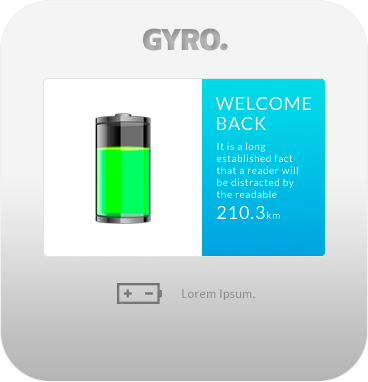 GYRO.
WELCOME
BACK
It is a long
established fact
that a reader will
be distracted by
the readable
210.3km
Lorem Ipsum.